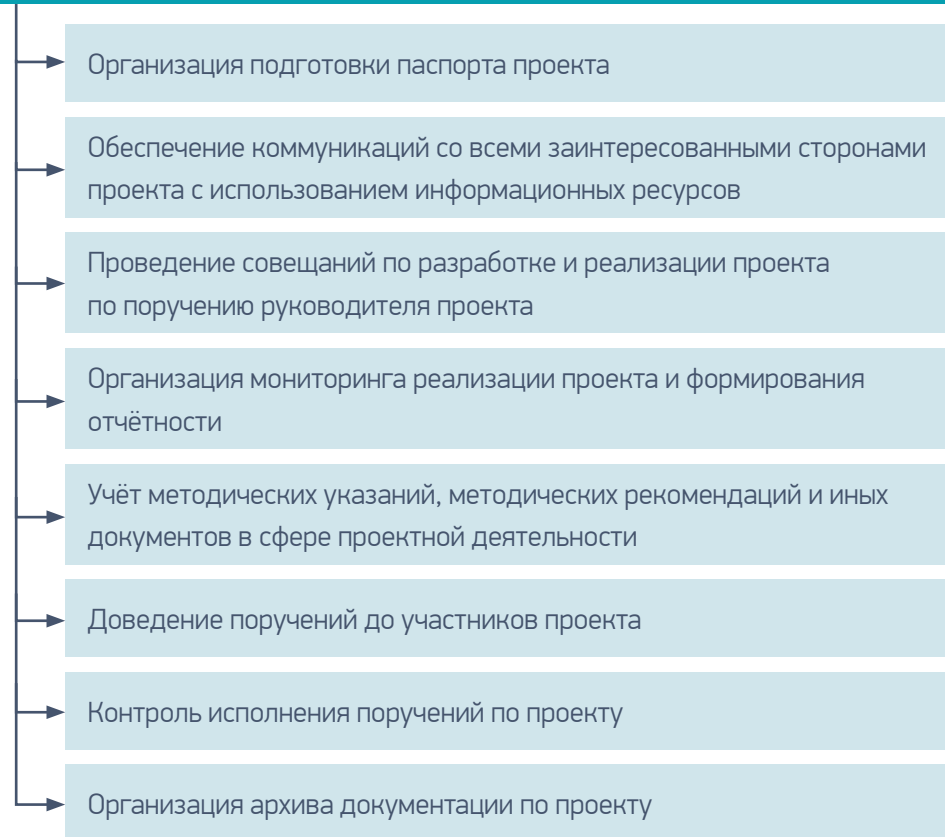 Организация подготовки паспорта проекта
Обеспечение коммуникаций со всеми заинтересованными сторонами
проекта с использованием информационных ресурсов
Проведение совещаний по разработке и реализации проекта
по поручению руководителя проекта
Организация мониторинга реализации проекта и формирования
отчётности
Учёт методических указаний, методических рекомендаций и иных
документов в сфере проектной деятельности
Доведение поручений до участников проекта
Контроль исполнения поручений по проекту
Организация архива документации по проекту